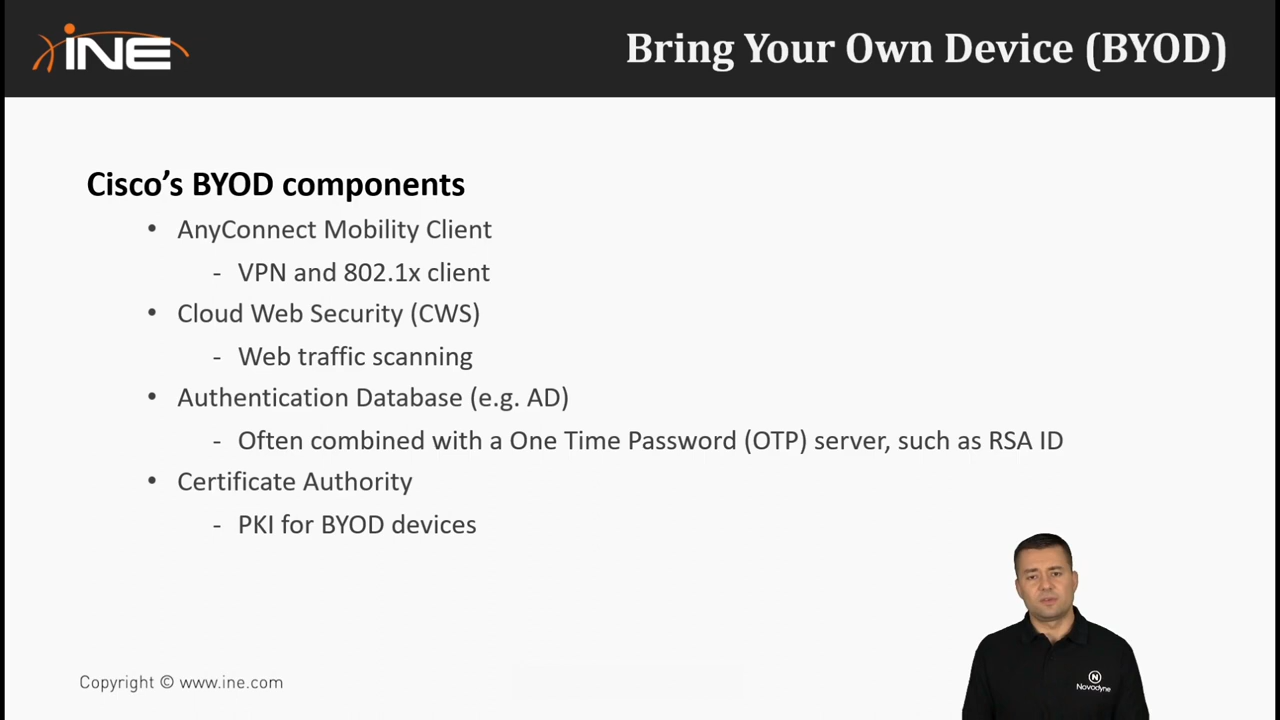 iNE
Bring Your Own Device (BYOD)
Cisco’s BYOD components
• AnyConnect Mobility Client
- VPN and 802.1x client
• Cloud Web Security (CWS)
- Web traffic scanning
• Authentication Database (e.g. AD)
- Often combined with a One Time Password (OTP) server, such as RSA ID
• Certificate Authority
- PKI for BYOD devices
N
Novodyne
Copyright © www.ine.com